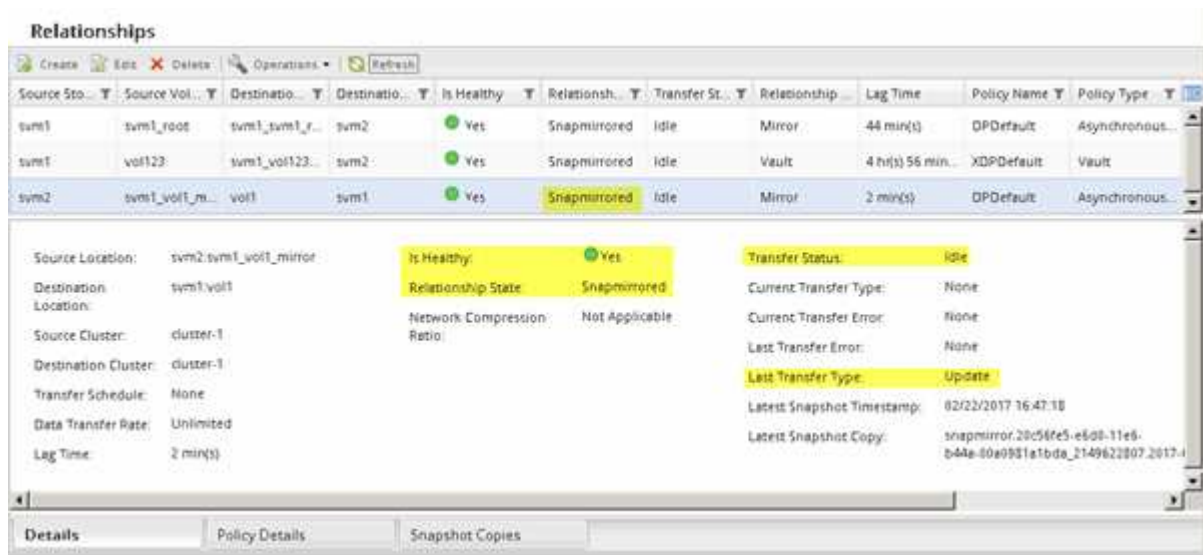 Relationships
Create Edit Delete Operations Refresh
Source Sto... Source Vol... Destinatio... Destinatio... Is Healthy Relationsh... Transfer St... Relationship ... Lag Time Policy Name Policy Type
svm1 svm1_root svm1_svm1_r... svm2 Yes Snapmirrored Idle Mirror 44 min(s) DPDefault Asynchronous...
svm1 vol123 svm1_vol123... svm2 Yes Snapmirrored Idle Vault 4 hr(s) 56 min... XDPDefault Vault
svm2 svm1_vol1_m... vol1 svm1 Yes Snapmirrored Idle Mirror 2 min(s) DPDefault Asynchronous...
Source Location: svm2:svm1_vol1_mirror
Destination Location: svm1:vol1
Source Cluster: cluster-1
Destination Cluster: cluster-1
Transfer Schedule: None
Data Transfer Rate: Unlimited
Lag Time: 2 min(s)
Is Healthy: Yes
Relationship State: Snapmirrored
Network Compression Ratio: Not Applicable
Transfer Status: Idle
Current Transfer Type: None
Current Transfer Error: None
Last Transfer Error: None
Last Transfer Type: Update
Latest Snapshot Timestamp: 02/22/2017 16:47:18
Latest Snapshot Copy: snapmirror.20c56fe5-e6d0-11e6-
b44a-00a0981a1bda_2149622807.2017-
Details Policy Details Snapshot Copies